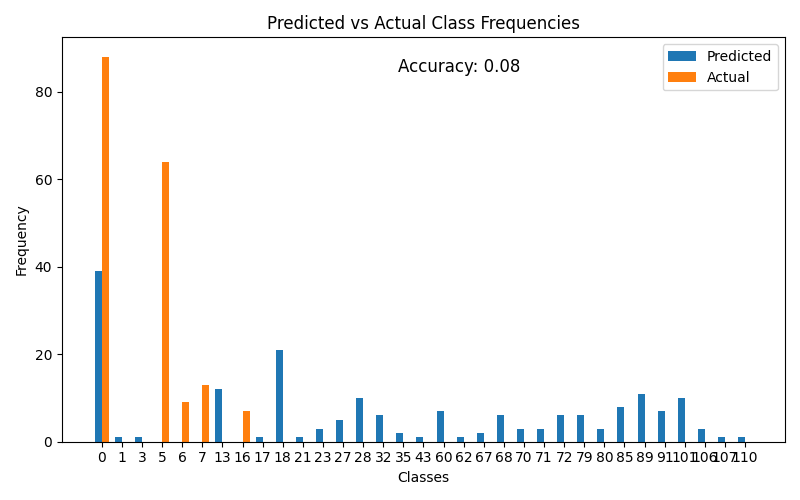 Predicted vs Actual Class Frequencies
Accuracy: 0.08
Predicted
Actual
Frequency
80
60
40
20
0
0 1 3 5 6 7 13 16 17 18 21 23 27 28 32 35 43 60 62 67 68 70 71 72 79 80 85 89 91 101 106 107 110
Classes